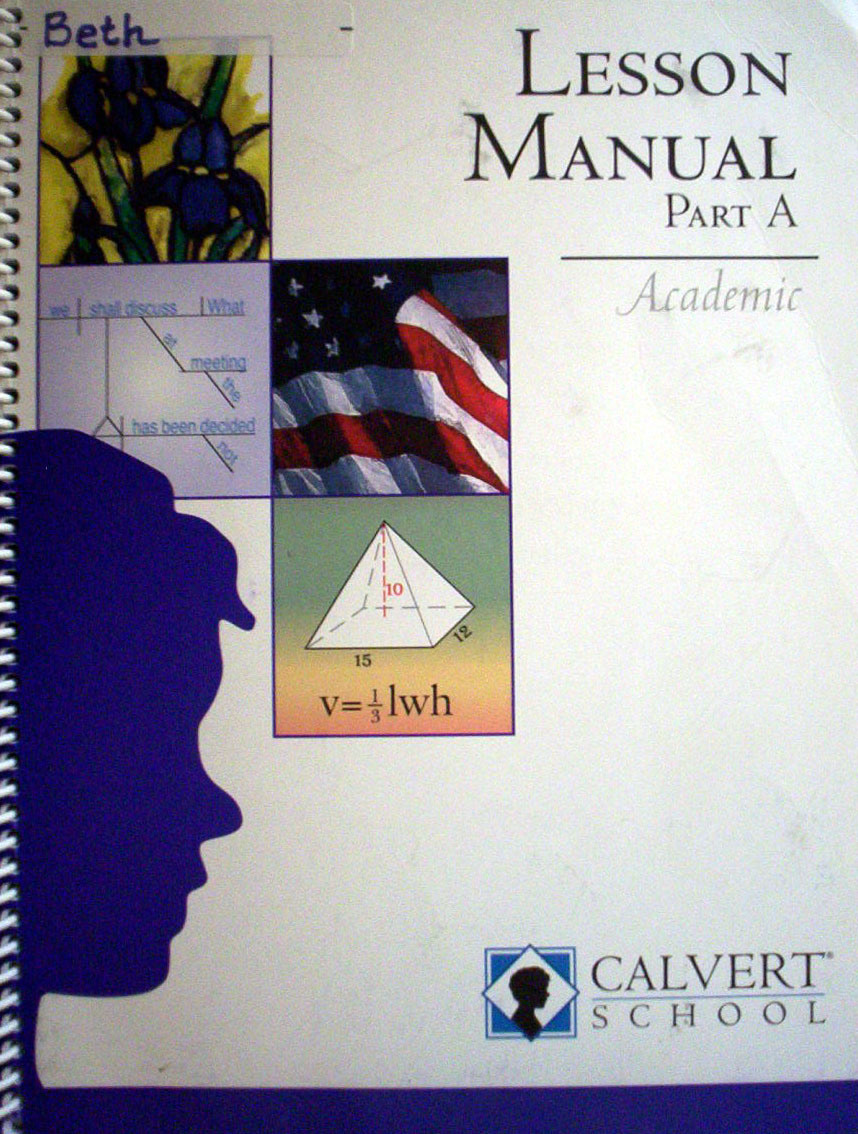 Beth
LESSON
MANUAL
PART A
Academic
we shall discuss What
at
meeting
the
has been decided
not
10
12
15
v=⅓lwh
CALVERT®
SCHOOL